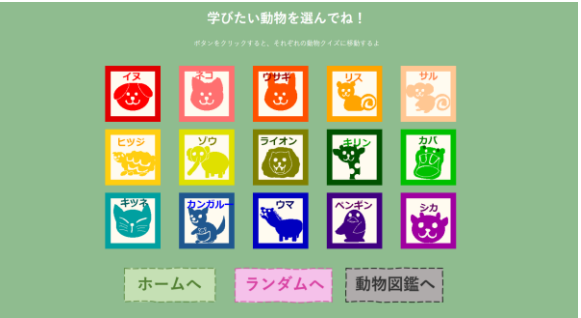 学びたい動物を選んでね！
ボタンをクリックすると、それぞれの動物クイズに移動するよ
イヌ
ネコ
ウサギ
リス
サル
ヒツジ
ゾウ
ライオン
キリン
カバ
キツネ
カンガルー
ウマ
ペンギン
シカ
ホームへ
ランダムへ
動物図鑑へ